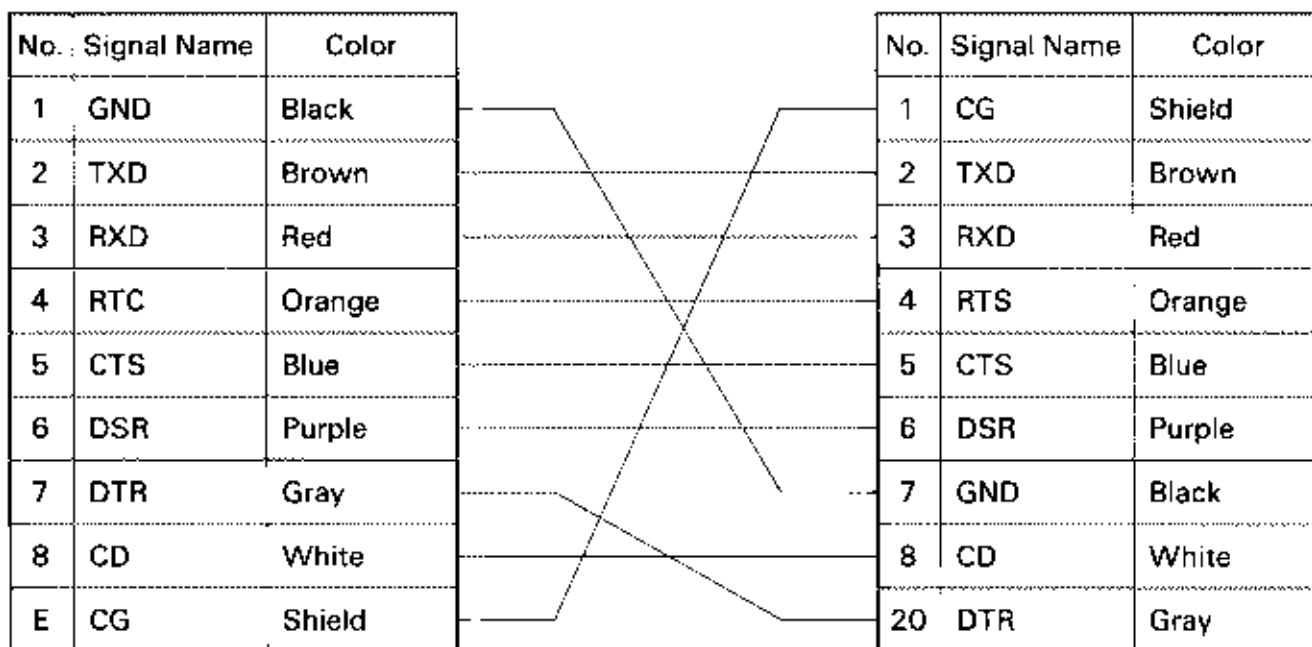 No. Signal Name Color No. Signal Name Color
1 GND Black 1 CG Shield
2 TXD Brown 2 TXD Brown
3 RXD Red 3 RXD Red
4 RTC Orange 4 RTS Orange
5 CTS Blue 5 CTS Blue
6 DSR Purple 6 DSR Purple
7 DTR Gray 7 GND Black
8 CD White 8 CD White
E CG Shield 20 DTR Gray